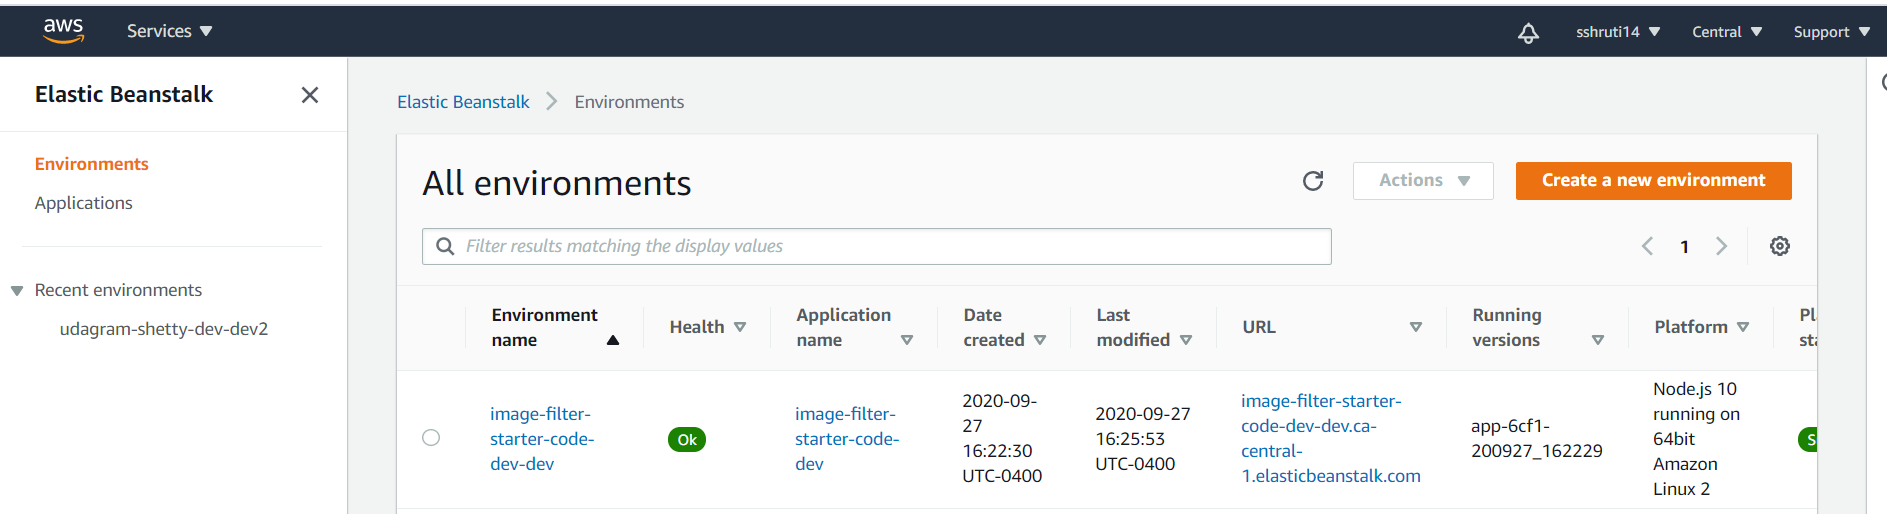 aws Services sshruti14 Central Support
Elastic Beanstalk
Environments
Applications
Recent environments
udagram-shetty-dev-dev2
Elastic Beanstalk Environments
All environments Actions Create a new environment
Filter results matching the display values 1
Environment
name
Health
Application
name
Date
created
Last
modified
URL
Running
versions
Platform
image-filter-
starter-code-
dev-dev
Ok
image-filter-
starter-code-
dev
2020-09-
27
16:22:30
UTC-0400
2020-09-27
16:25:53
UTC-0400
image-filter-starter-
code-dev-dev.ca-
central-
1.elasticbeanstalk.com
app-6cf1-
200927_162229
Node.js 10
running on
64bit
Amazon
Linux 2